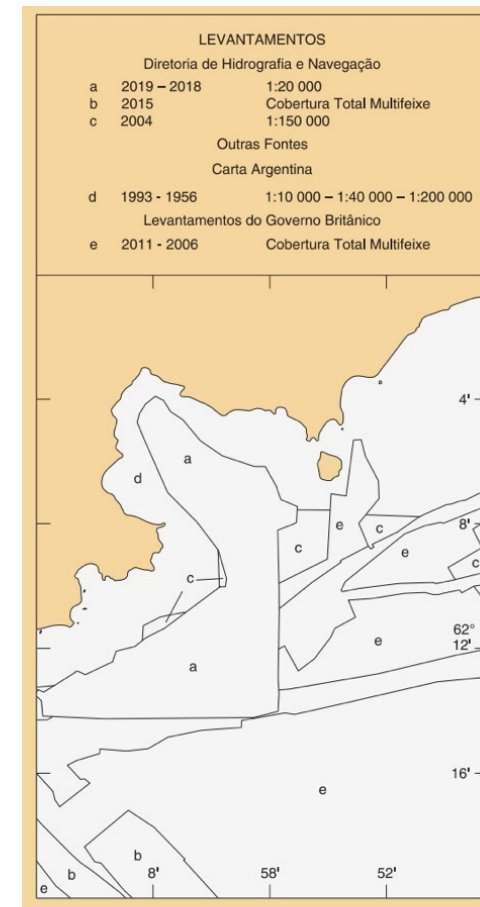 LEVANTAMENTOS
Diretoria de Hidrografia e Navegação
a 2019 – 2018 1:20 000
b 2015 Cobertura Total Multifeixe
c 2004 1:150 000
Outras Fontes
Carta Argentina
d 1993 - 1956 1:10 000 – 1:40 000 – 1:200 000
Levantamentos do Governo Britânico
e 2011 - 2006 Cobertura Total Multifeixe
4'
a
d
8'
e
c
c
e
c
c
62°
12'
e
a
16'
e
b
b
e
8'
58'
52'